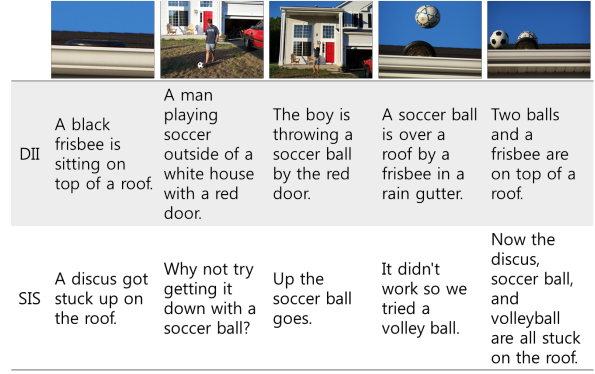 DII
A black
frisbee is
sitting on
top of a roof.
A man
playing
soccer
outside of a
white house
with a red
door.
The boy is
throwing a
soccer ball
by the red
door.
A soccer ball
is over a
roof by a
frisbee in a
rain gutter.
Two balls
and a
frisbee are
on top of a
roof.
SIS
A discus got
stuck up on
the roof.
Why not try
getting it
down with a
soccer ball?
Up the
soccer ball
goes.
It didn't
work so we
tried a
volley ball.
Now the
discus,
soccer ball,
and
volleyball
are all stuck
on the roof.